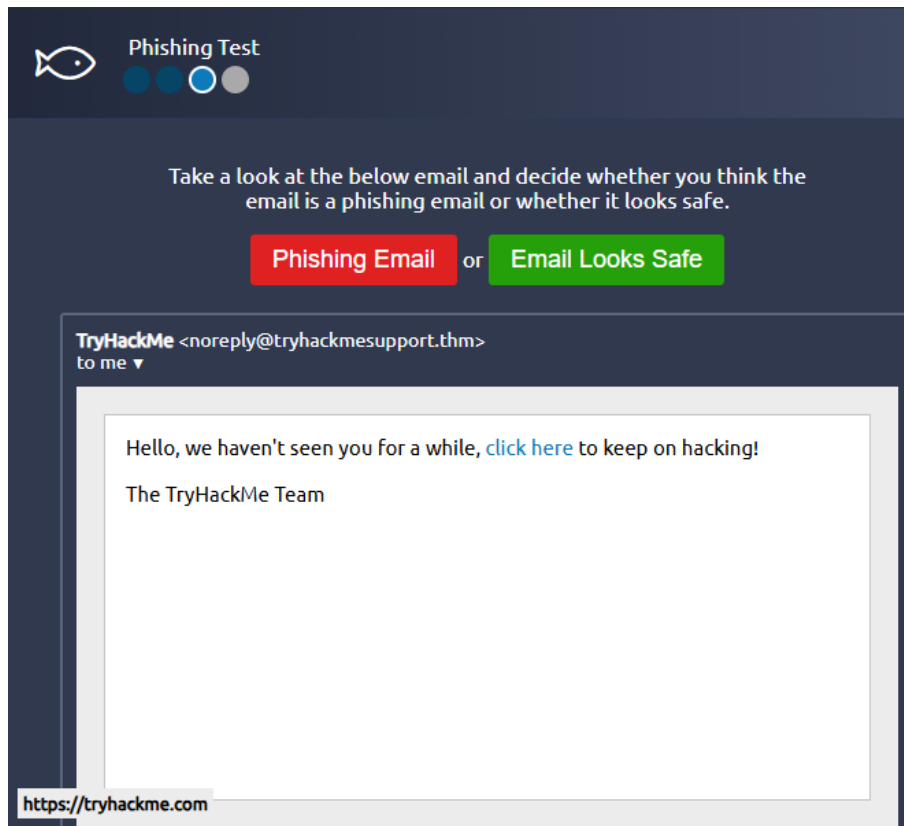 Phishing Test
Take a look at the below email and decide whether you think the
email is a phishing email or whether it looks safe.
Phishing Email or Email Looks Safe
TryHackMe <noreply@tryhackmesupport.thm>
to me ▼
Hello, we haven't seen you for a while, click here to keep on hacking!
The TryHackMe Team
https://tryhackme.com